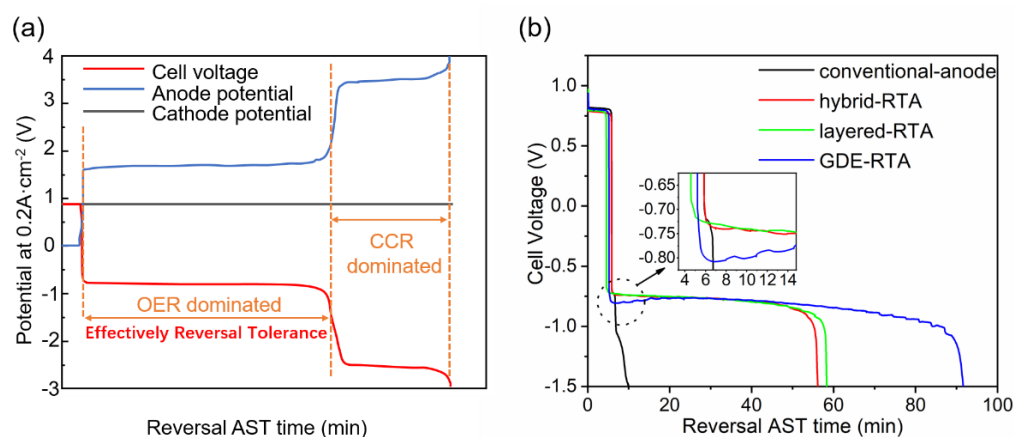 (a)
Potential at 0.2A·cm⁻² (V)
4
3
2
1
0
-1
-2
-3
Cell voltage
Anode potential
Cathode potential
CCR
dominated
OER dominated
Effectively Reversal Tolerance
Reversal AST time (min)
(b)
Cell Voltage (V)
1.0
0.5
0.0
-0.5
-1.0
-1.5
conventional-anode
hybrid-RTA
layered-RTA
GDE-RTA
-0.65
-0.70
-0.75
-0.80
4 6 8 10 12 14
0 20 40 60 80 100
Reversal AST time (min)